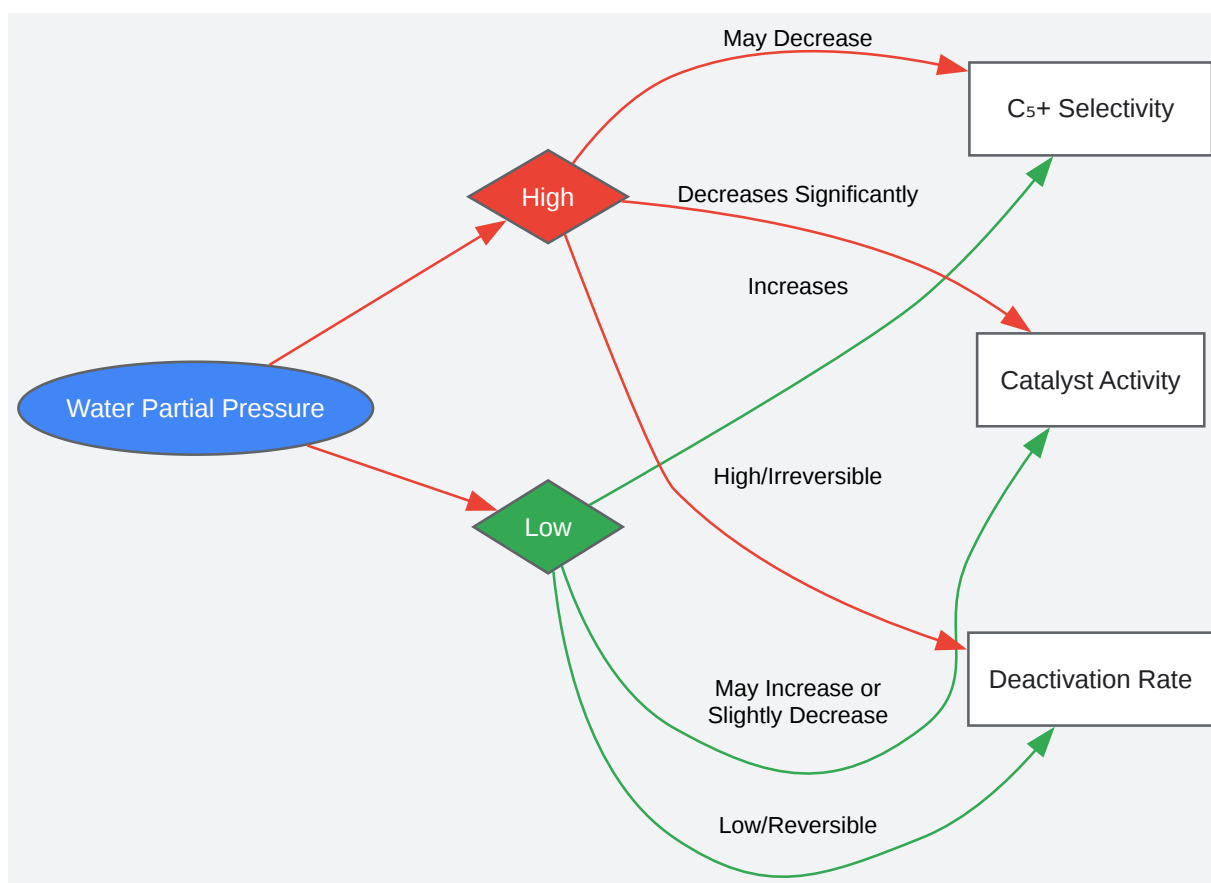 May Decrease
C₅+ Selectivity
High
Decreases Significantly
Increases
Catalyst Activity
Water Partial Pressure
High/Irreversible
Low
Deactivation Rate
May Increase or
Slightly Decrease
Low/Reversible